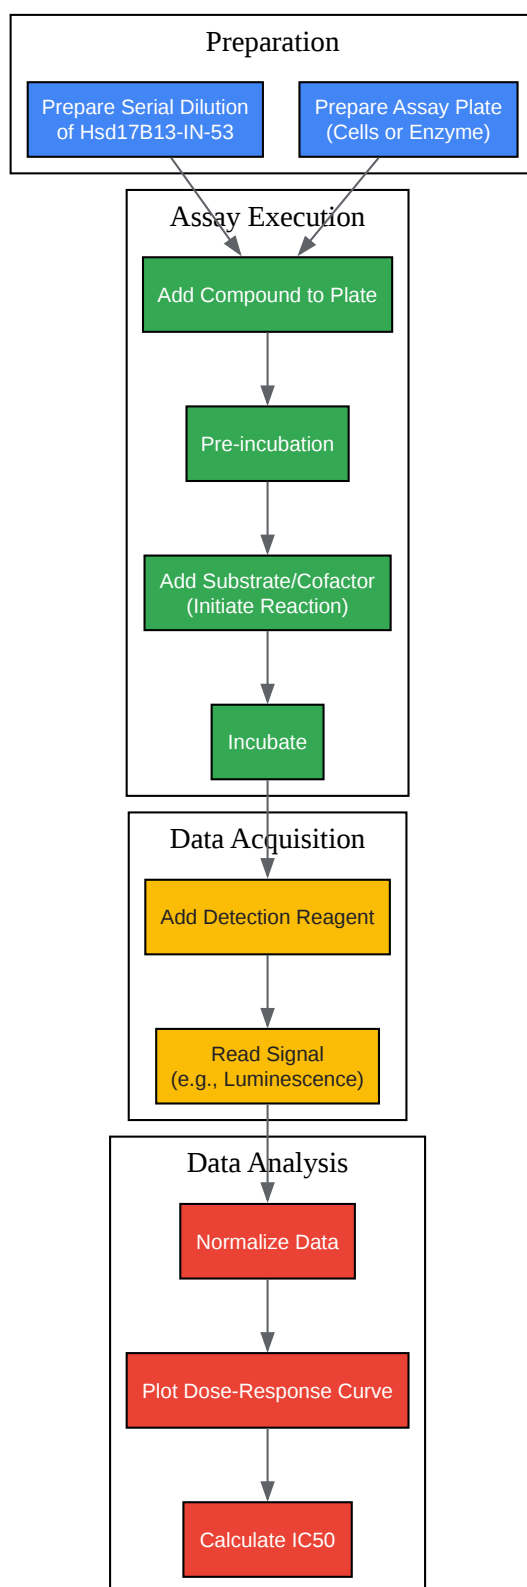 Preparation
Prepare Serial Dilution
of Hsd17B13-IN-53
Prepare Assay Plate
(Cells or Enzyme)
Assay Execution
Add Compound to Plate
Pre-incubation
Add Substrate/Cofactor
(Initiate Reaction)
Incubate
Data Acquisition
Add Detection Reagent
Read Signal
(e.g., Luminescence)
Data Analysis
Normalize Data
Plot Dose-Response Curve
Calculate IC50